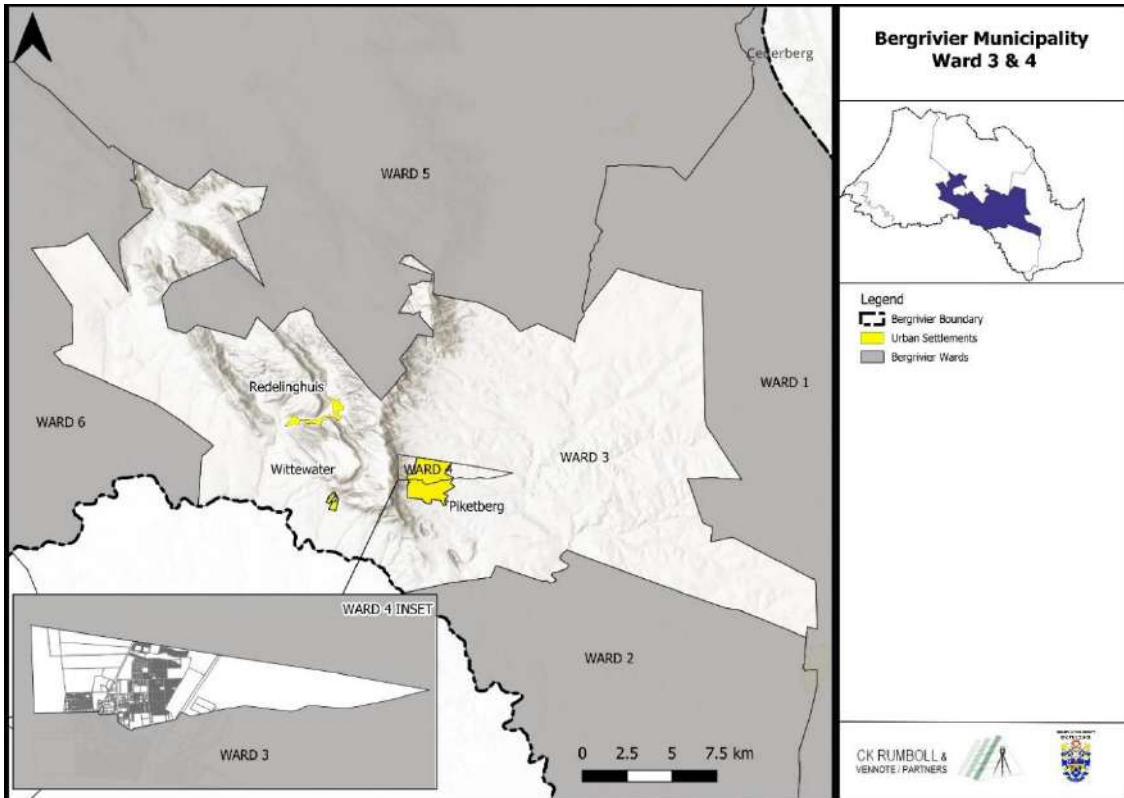 Cederberg
WARD 5
WARD 1
Redelinghuis
WARD 6
WARD 3
Wittewater
WARD 4
Piketberg
WARD 4 INSET
WARD 2
WARD 3
0 2.5 5 7.5 km
Bergrivier Municipality
Ward 3 & 4
Legend
Bergrivier Boundary
Urban Settlements
Bergrivier Wards
CK RUMBOLL &
VENNOTE / PARTNERS